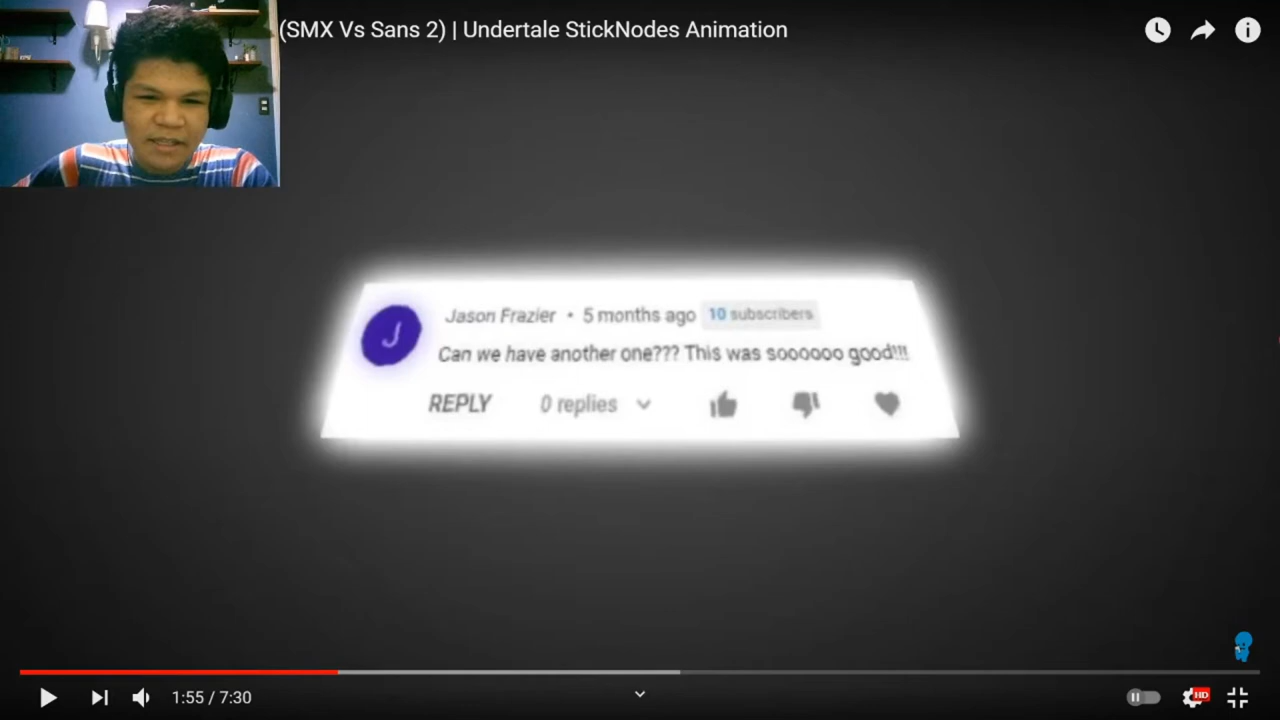 (SMX Vs Sans 2) | Undertale StickNodes Animation
J
Jason Frazier • 5 months ago 10 subscribers
Can we have another one??? This was soooooo good!!!
REPLY 0 replies
1:55 / 7:30
HD